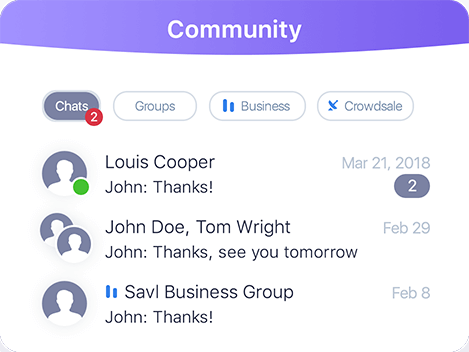 Community
Chats 2 Groups Business Crowdsale
Louis Cooper Mar 21, 2018
John: Thanks! 2
John Doe, Tom Wright Feb 29
John: Thanks, see you tomorrow
Savl Business Group Feb 8
John: Thanks!